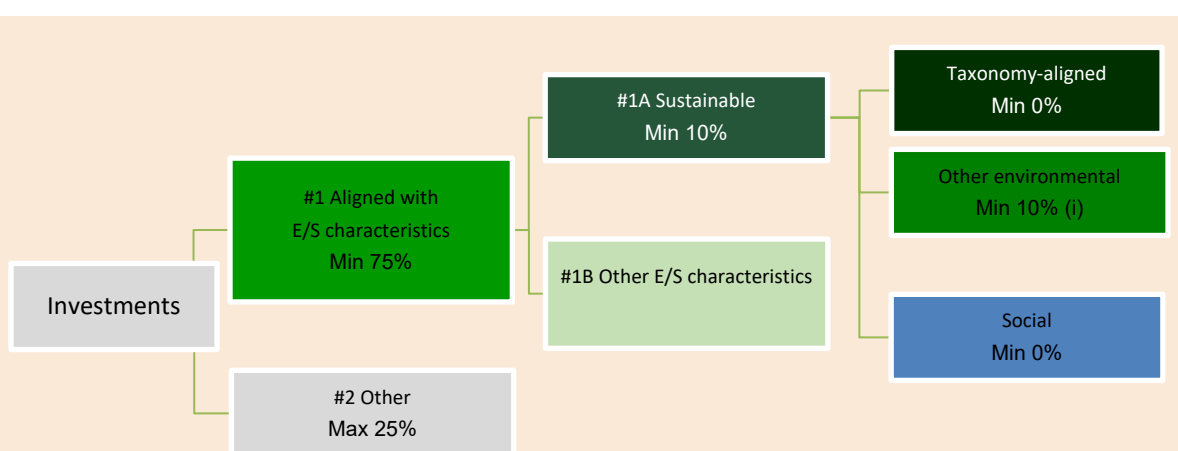 Investments
#1 Aligned with
E/S characteristics
Min 75%
#2 Other
Max 25%
#1A Sustainable
Min 10%
#1B Other E/S characteristics
Taxonomy-aligned
Min 0%
Other environmental
Min 10% (i)
Social
Min 0%